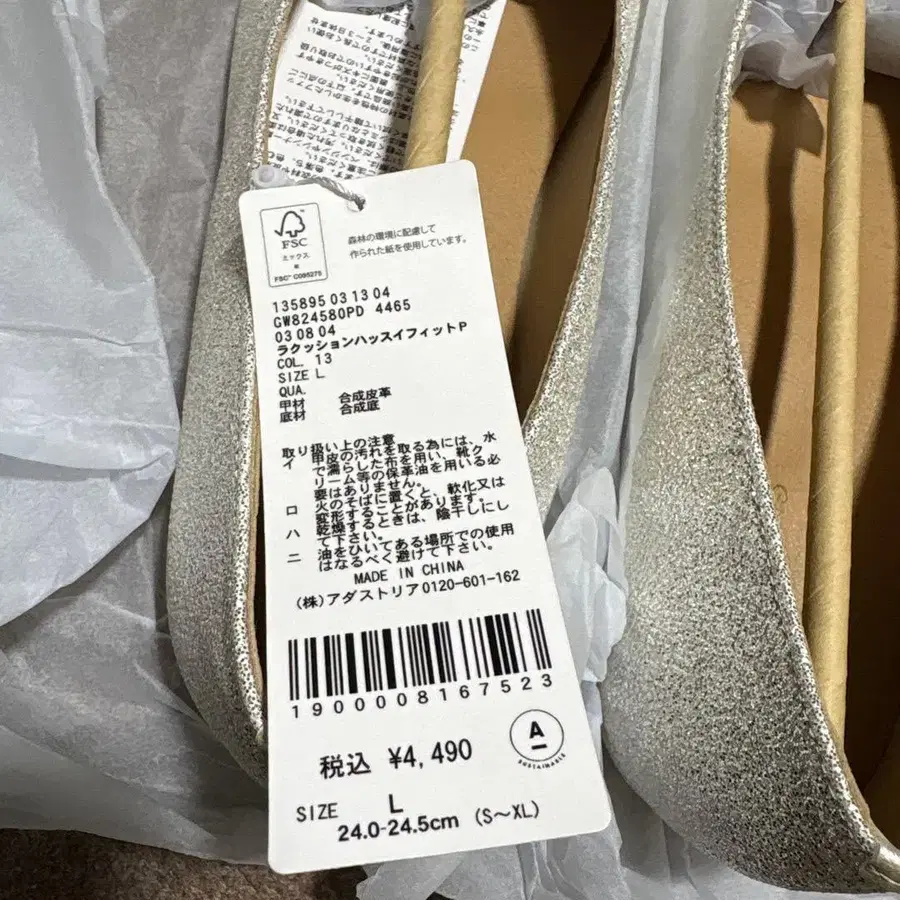 FSC
ミックス
紙
FSC™ C095275
森林の環境に配慮して
作られた紙を使用しています。
135895 03 13 04
GW824580PD 4465
03 08 04
ラクッションハッスイフィットP
COL. 13
SIZE L
QUA.
甲材 合成皮革
底材 合成底
取り扱い上の注意
イ 甲皮の汚れを取る為には、水
で濡らした布を用い、靴ク
リーム等の保革油を用いる必
要はありません。
ロ 火のそばに置くと、軟化又は
変形することがあります。
ハ 乾燥するときは、陰干しにし
て下さい。
ニ 油をひいてある場所での使用
はなるべく避けて下さい。
MADE IN CHINA
(株)アダストリア0120-601-162
1900008167523
税込 ¥4,490
A
SUSTAINABLE
SIZE L
24.0-24.5cm (S〜XL)